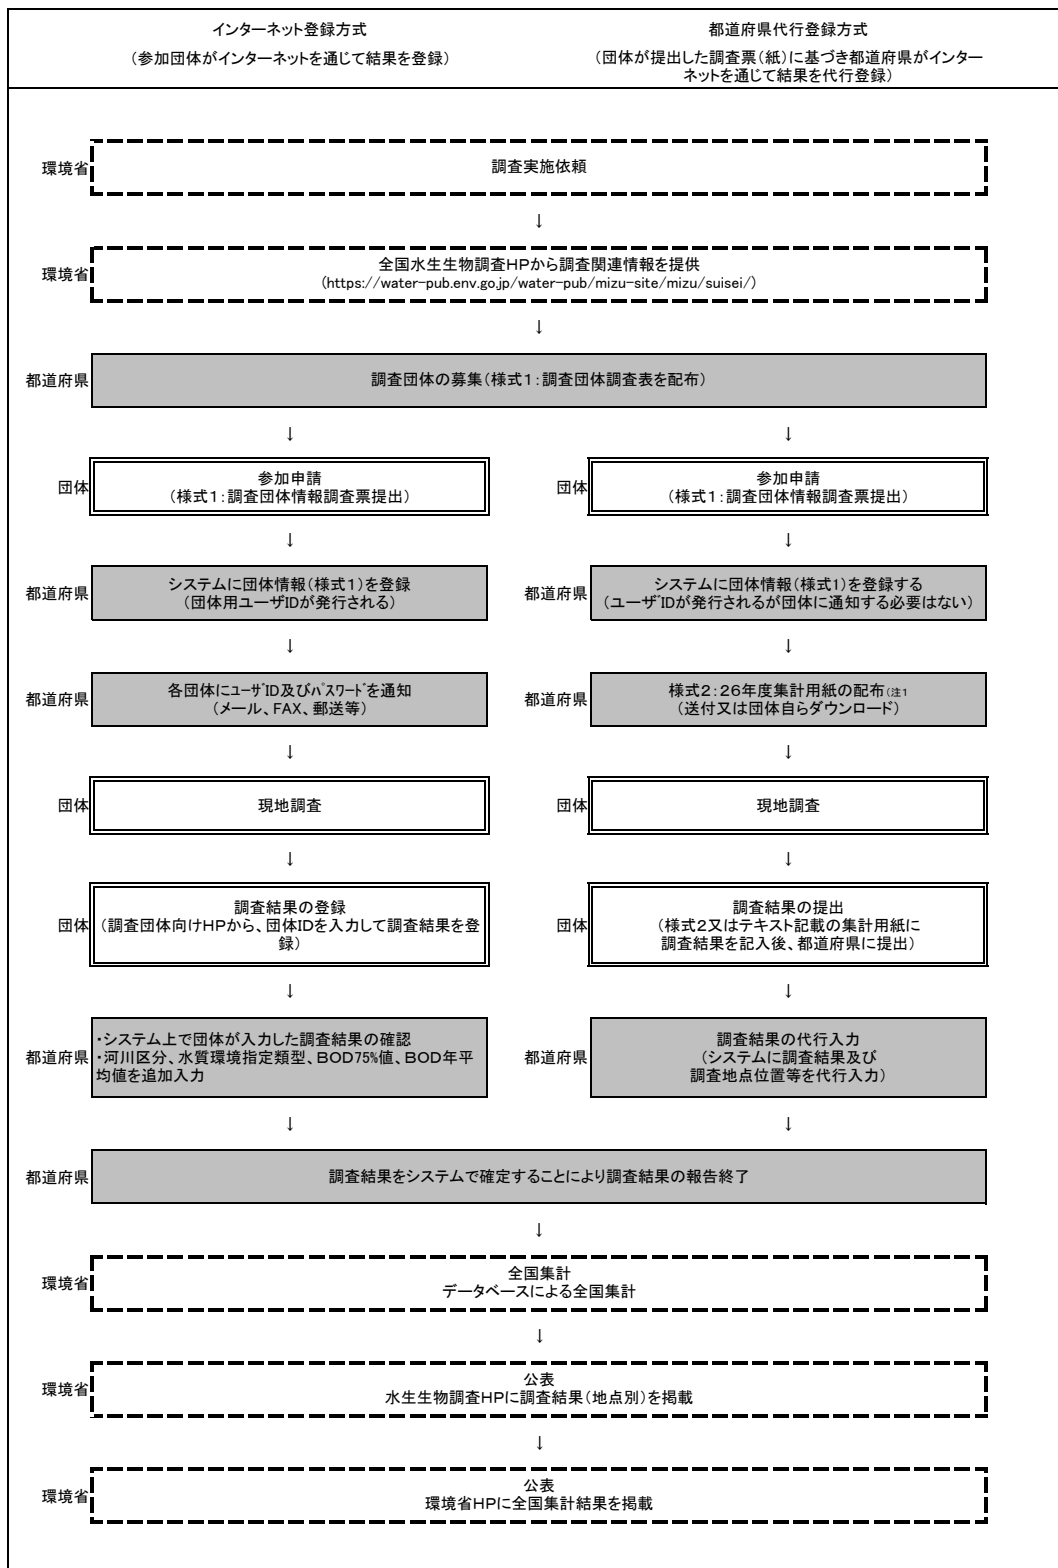 インターネット登録方式
（参加団体がインターネットを通じて結果を登録）
都道府県代行登録方式
（団体が提出した調査票（紙）に基づき都道府県がインター
ネットを通じて結果を代行登録）
環境省
調査実施依頼
↓
環境省
全国水生生物調査HPから調査関連情報を提供
(https://water-pub.env.go.jp/water-pub/mizu-site/mizu/suisei/)
↓
都道府県
調査団体の募集（様式１：調査団体調査表を配布）
↓
↓
団体
参加申請
（様式１：調査団体情報調査票提出）
団体
参加申請
（様式１：調査団体情報調査票提出）
↓
↓
都道府県
システムに団体情報（様式１）を登録
（団体用ユーザIDが発行される）
都道府県
システムに団体情報（様式1）を登録する
（ユーザﾞIDが発行されるが団体に通知する必要はない）
↓
↓
都道府県
各団体にﾕｰｻﾞID及びﾊﾟｽﾜｰﾄﾞを通知
（メール、FAX、郵送等）
都道府県
様式２：２６年度集計用紙の配布（注１
（送付又は団体自らダウンロード）
↓
↓
団体
現地調査
団体
現地調査
↓
↓
団体
調査結果の登録
（調査団体向けＨＰから、団体ＩＤを入力して調査結果を登
録）
団体
調査結果の提出
（様式２又はテキスト記載の集計用紙に
調査結果を記入後、都道府県に提出）
↓
↓
都道府県
・システム上で団体が入力した調査結果の確認
・河川区分、水質環境指定類型、ＢＯＤ75%値、ＢＯＤ年平
均値を追加入力
都道府県
調査結果の代行入力
（システムに調査結果及び
調査地点位置等を代行入力）
↓
↓
都道府県
調査結果をシステムで確定することにより調査結果の報告終了
↓
環境省
全国集計
データベースによる全国集計
↓
環境省
公表
水生生物調査HPに調査結果（地点別）を掲載
↓
環境省
公表
環境省HPに全国集計結果を掲載